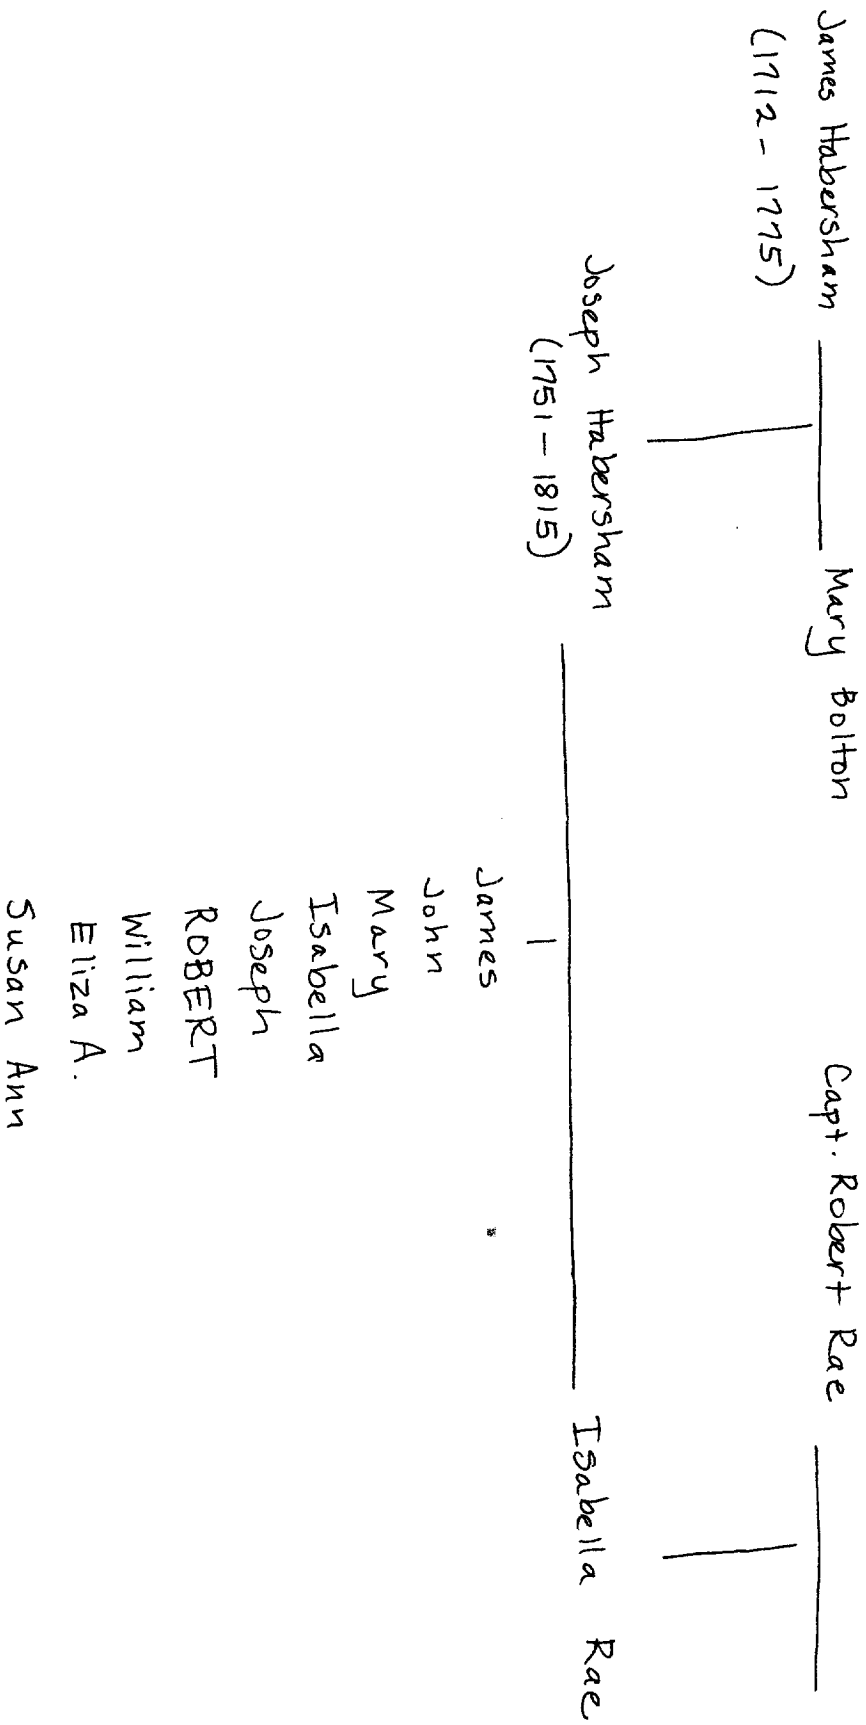 James Habersham
(1712 - 1775)
Mary Bolton
Capt. Robert Rae
Joseph Habersham
(1751 - 1815)
Isabella Rae
James
John
Mary
Isabella
Joseph
ROBERT
William
Eliza A.
Susan Ann